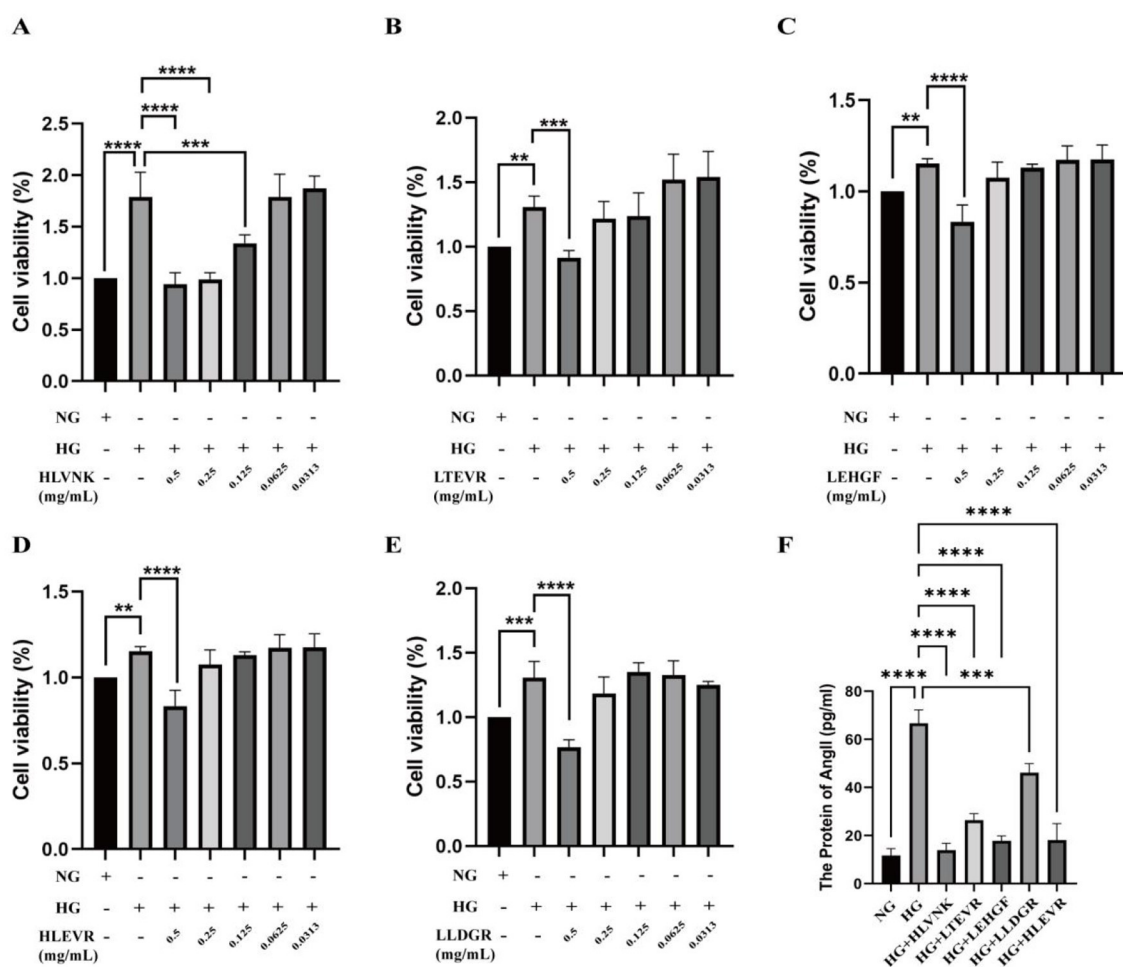 A
****
****
****
***
Cell viability (%)
2.5
2.0
1.5
1.0
0.5
0.0
NG + - - - - - -
HG - + + + + + +
HLVNK - - 0.5 0.25 0.125 0.0625 0.0313
(mg/mL)
B
***
**
Cell viability (%)
2.0
1.5
1.0
0.5
0.0
NG + - - - - - -
HG - + + + + + +
LTEVR - - 0.5 0.25 0.125 0.0625 0.0313
(mg/mL)
C
****
**
Cell viability (%)
1.5
1.0
0.5
0.0
NG + - - - - - -
HG - + + + + + +
LEHGF - - 0.5 0.25 0.125 0.0625 0.0313
(mg/mL)
D
****
**
Cell viability (%)
1.5
1.0
0.5
0.0
NG + - - - - - -
HG - + + + + + +
HLEVR - - 0.5 0.25 0.125 0.0625 0.0313
(mg/mL)
E
****
***
Cell viability (%)
2.0
1.5
1.0
0.5
0.0
NG + - - - - - -
HG - + + + + + +
LLDGR - - 0.5 0.25 0.125 0.0625 0.0313
(mg/mL)
F
****
****
****
****
**** ***
The Protein of AngII (pg/ml)
80
60
40
20
0
NG
HG
HG+HLVNK
HG+LTEVR
HG+LEHGF
HG+LLDGR
HG+HLEVR